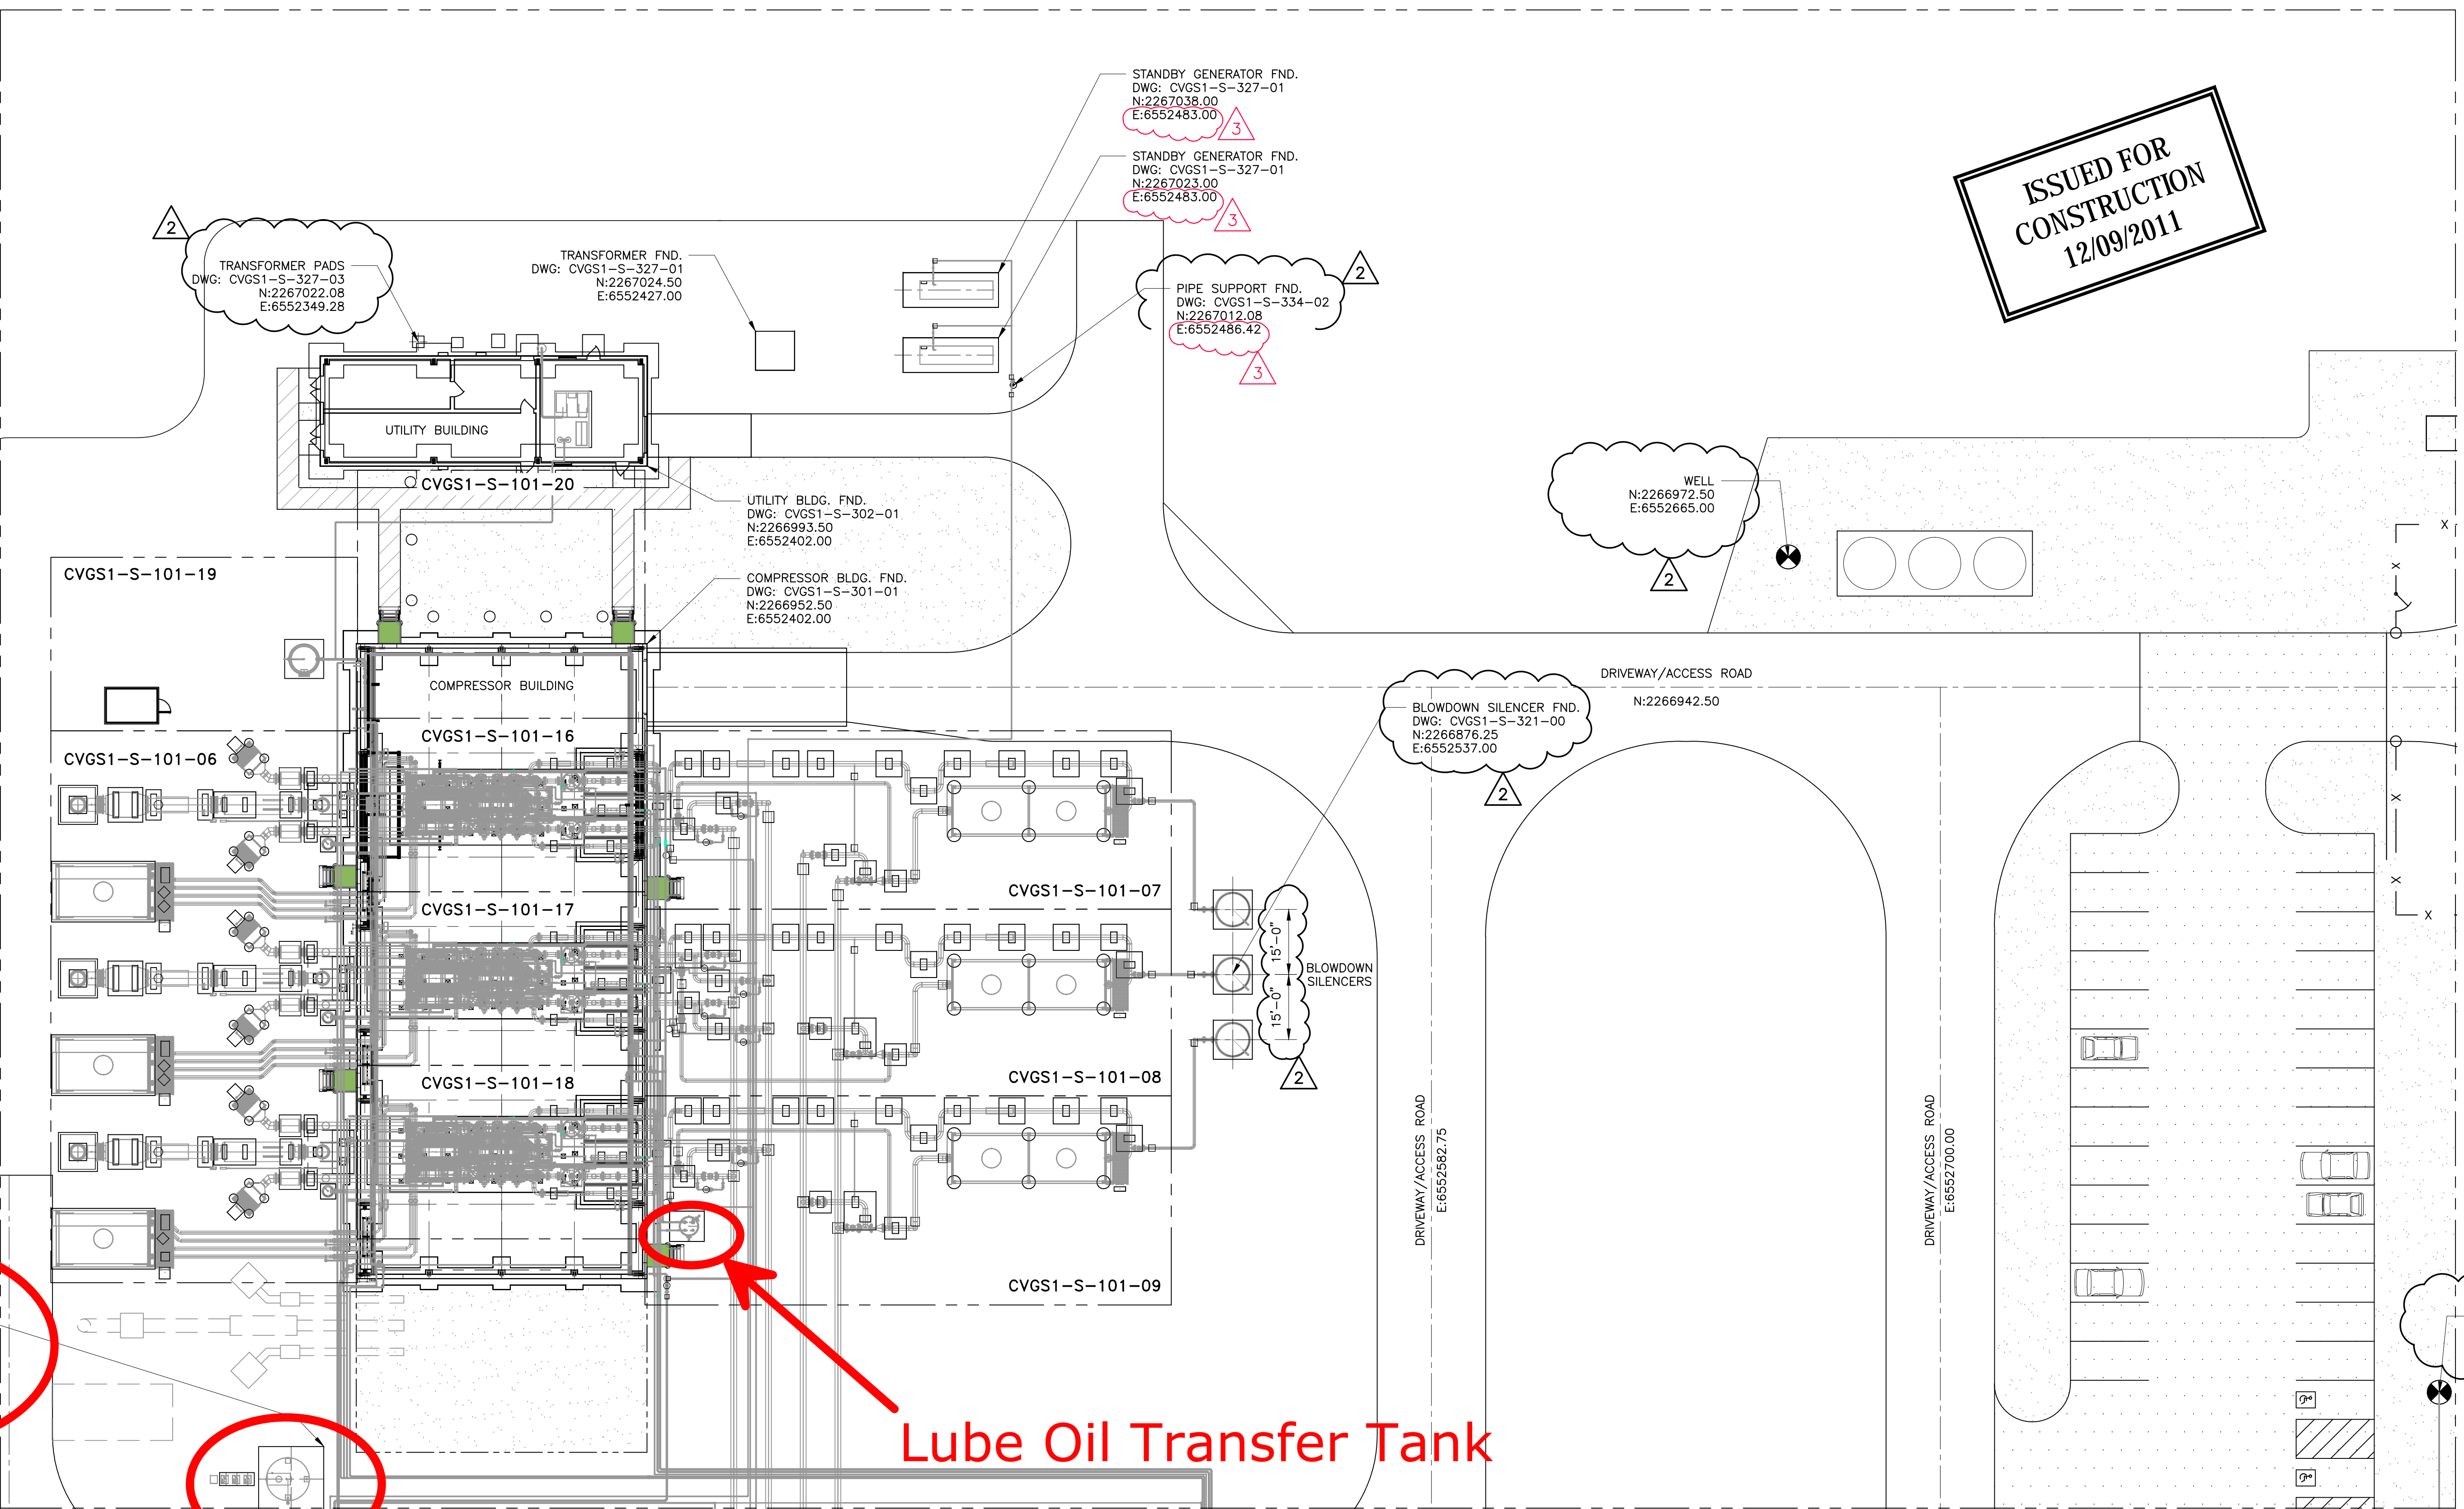 STANDBY GENERATOR FND.
DWG: CVGS1-S-327-01
N:2267038.00
E:6552483.00
3
STANDBY GENERATOR FND.
DWG: CVGS1-S-327-01
N:2267023.00
E:6552483.00
3
ISSUED FOR
CONSTRUCTION
12/09/2011
2
TRANSFORMER PADS
DWG: CVGS1-S-327-03
N:2267022.08
E:6552349.28
TRANSFORMER FND.
DWG: CVGS1-S-327-01
N:2267024.50
E:6552427.00
2
PIPE SUPPORT FND.
DWG: CVGS1-S-334-02
N:2267012.08
E:6552486.42
3
UTILITY BUILDING
CVGS1-S-101-20
UTILITY BLDG. FND.
DWG: CVGS1-S-302-01
N:2266993.50
E:6552402.00
WELL
N:2266972.50
E:6552665.00
2
X
X
CVGS1-S-101-19
COMPRESSOR BLDG. FND.
DWG: CVGS1-S-301-01
N:2266952.50
E:6552402.00
COMPRESSOR BUILDING
DRIVEWAY/ACCESS ROAD
N:2266942.50
BLOWDOWN SILENCER FND.
DWG: CVGS1-S-321-00
N:2266876.25
E:6552537.00
2
CVGS1-S-101-16
CVGS1-S-101-06
X
X
X
CVGS1-S-101-07
CVGS1-S-101-17
15'-0"
BLOWDOWN
SILENCERS
15'-0"
2
CVGS1-S-101-08
CVGS1-S-101-18
DRIVEWAY/ACCESS ROAD
E:6552582.75
DRIVEWAY/ACCESS ROAD
E:6552700.00
CVGS1-S-101-09
Lube Oil Transfer Tank